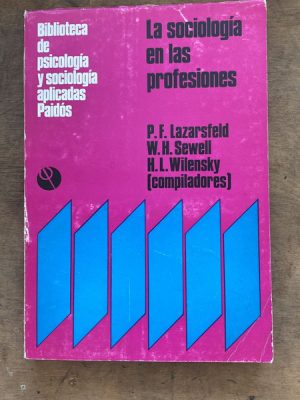 Biblioteca
de
psicología
y sociología
aplicadas
Paidós
La sociología
en las
profesiones
P. F. Lazarsfeld
W. H. Sewell
H. L. Wilensky
(compiladores)